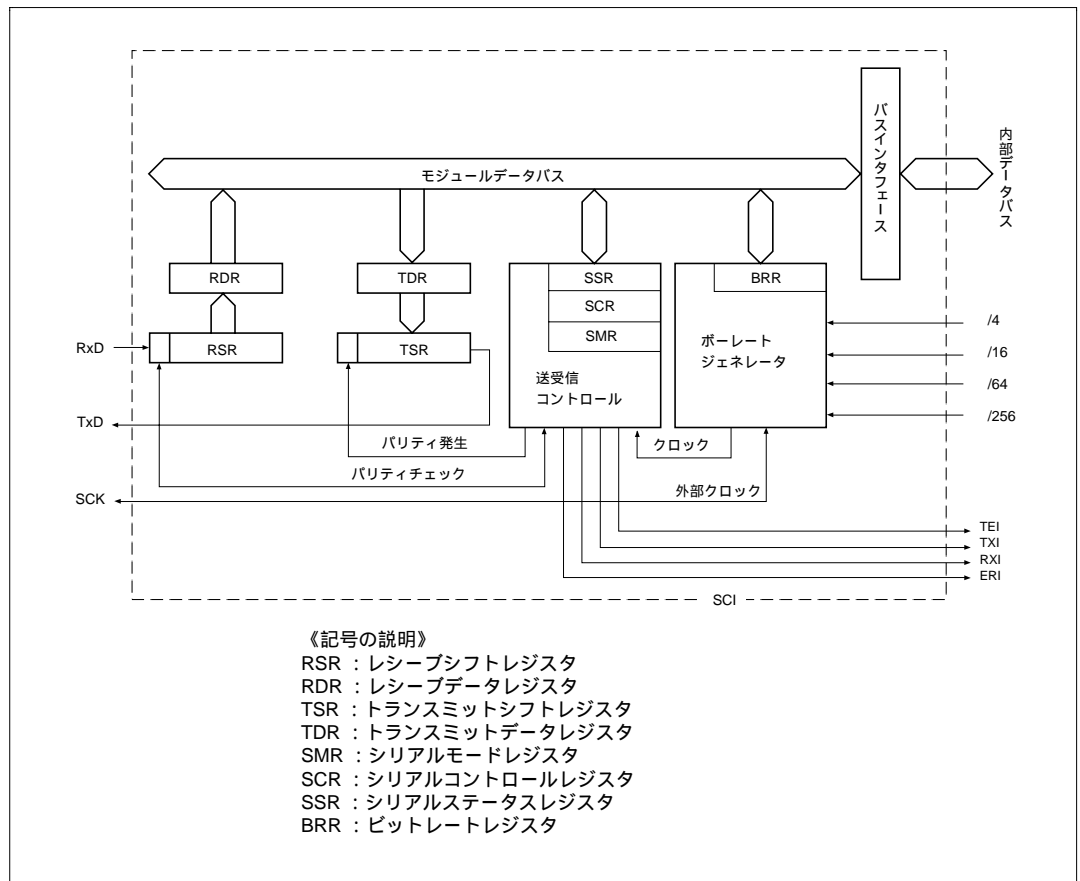 バスインタフェース
内部データバス
モジュールデータバス
RDR
TDR
SSR
BRR
SCR
SMR
RxD
RSR
TSR
ボーレート
ジェネレータ
/4
/16
/64
/256
送受信
コントロール
TxD
パリティ発生
クロック
パリティチェック
SCK
外部クロック
TEI
TXI
RXI
ERI
SCI
《記号の説明》
RSR : レシーブシフトレジスタ
RDR : レシーブデータレジスタ
TSR : トランスミットシフトレジスタ
TDR : トランスミットデータレジスタ
SMR : シリアルモードレジスタ
SCR : シリアルコントロールレジスタ
SSR : シリアルステータスレジスタ
BRR : ビットレートレジスタ